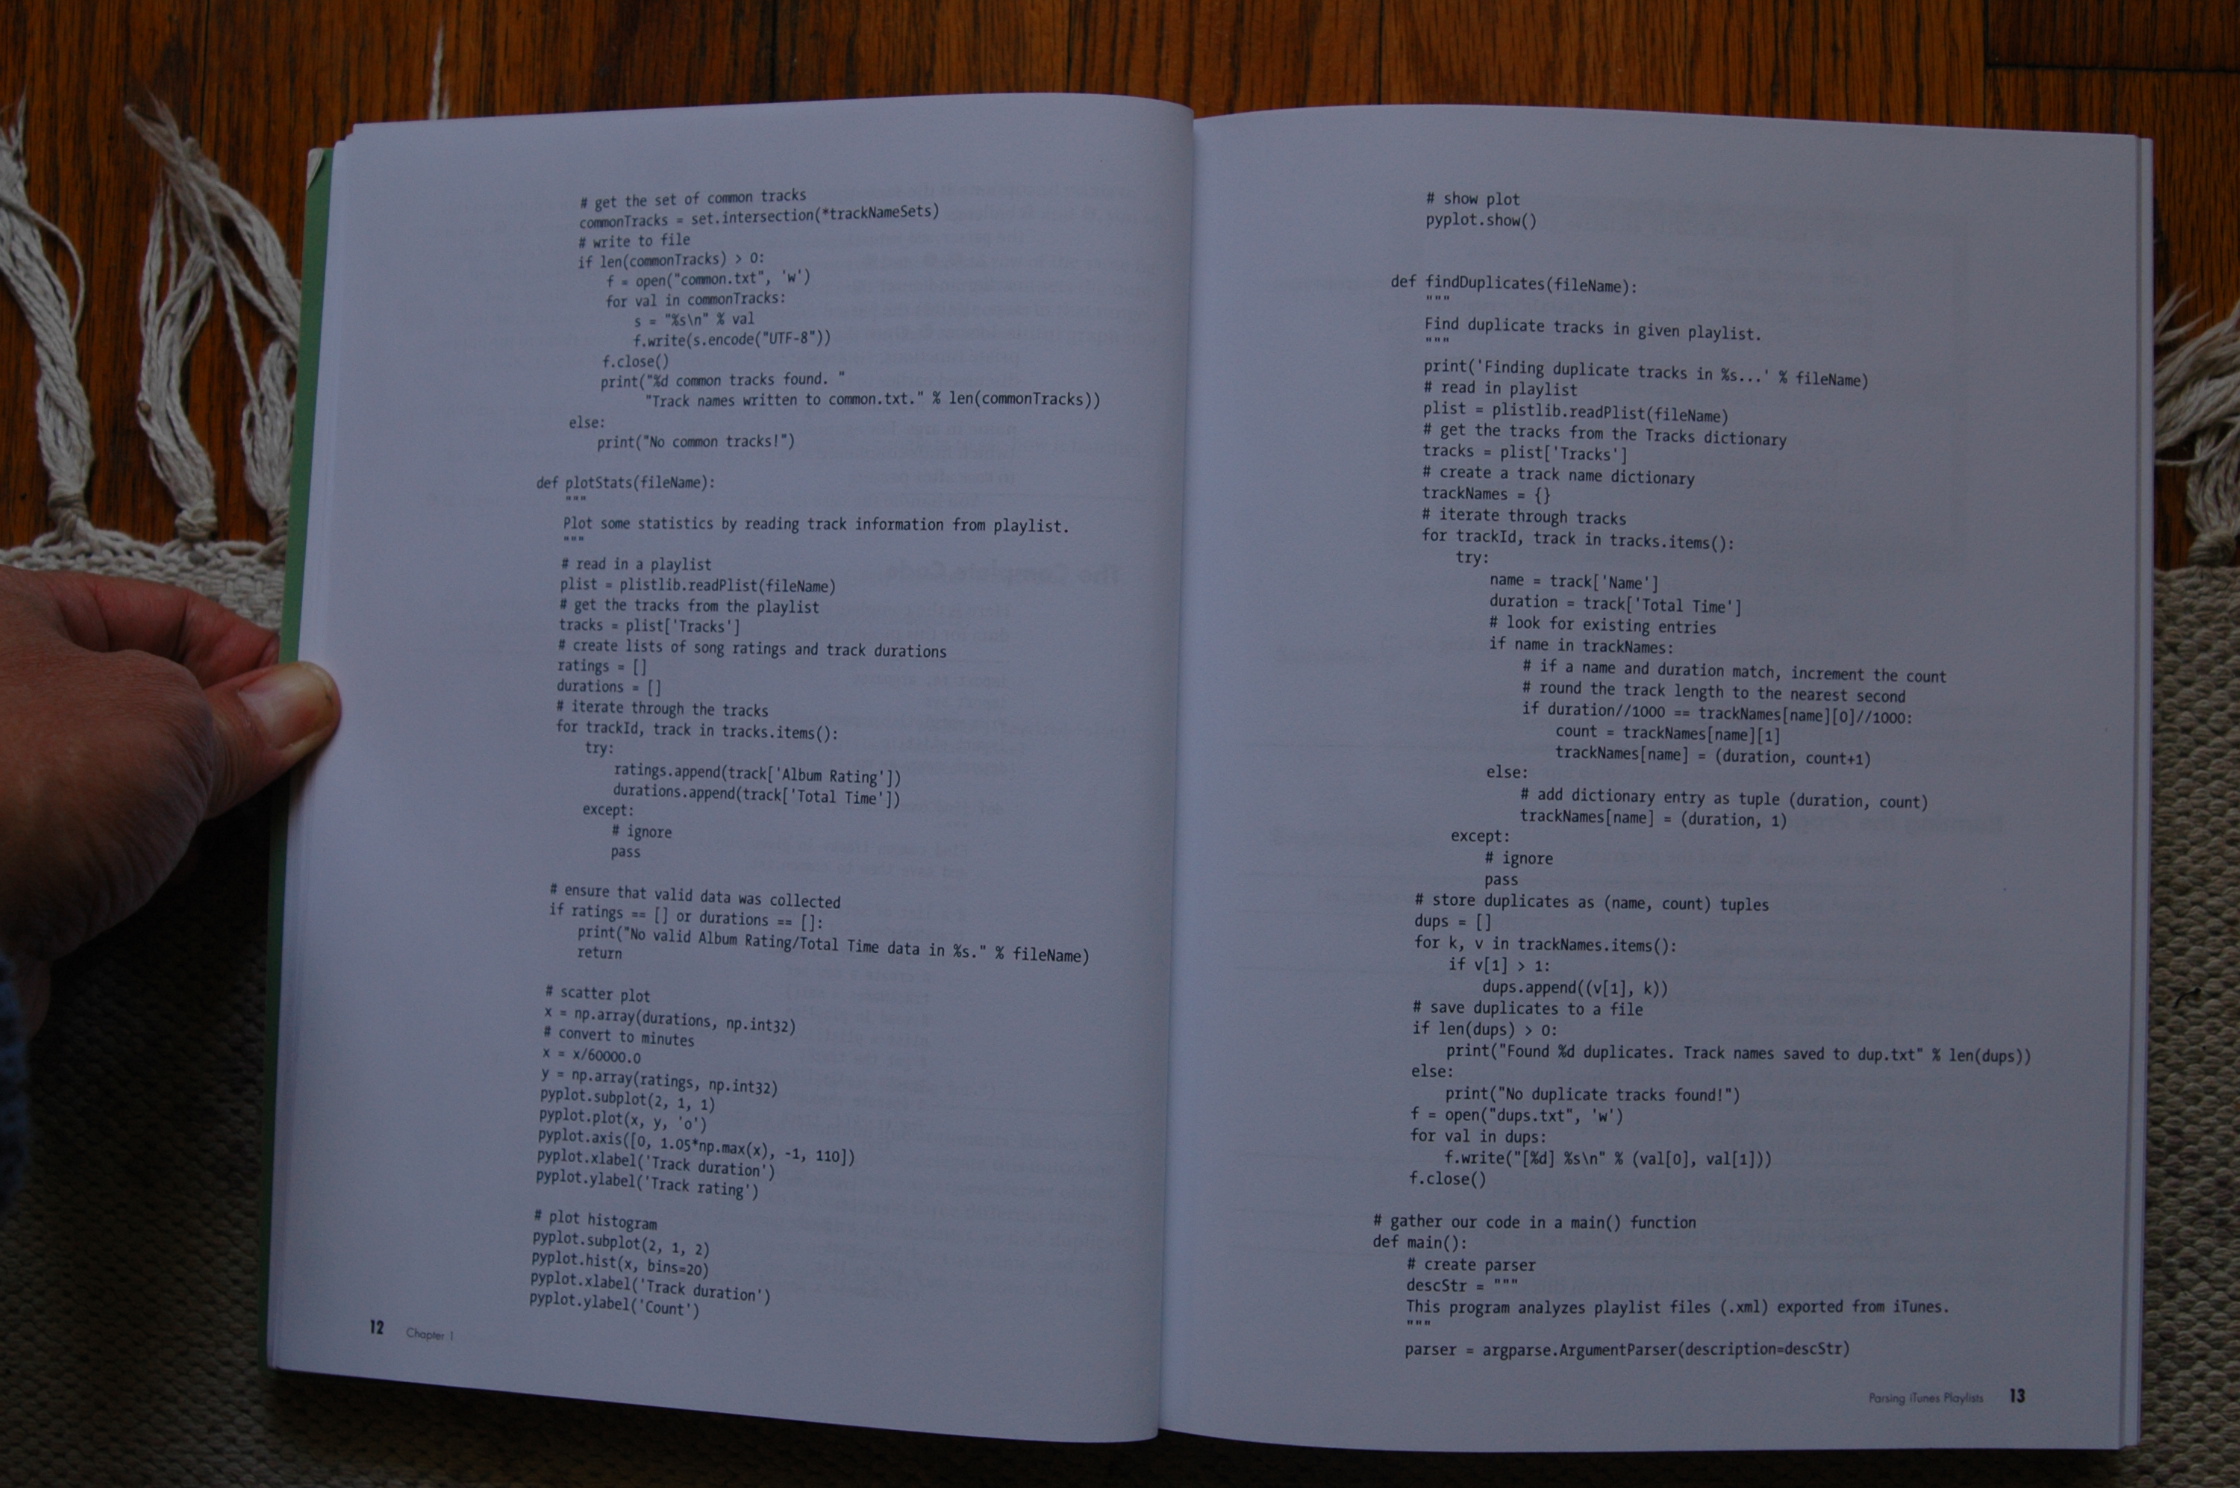 # get the set of common tracks
commonTracks = set.intersection(*trackNameSets)
# write to file
if len(commonTracks) > 0:
    f = open("common.txt", 'w')
    for val in commonTracks:
        s = "%s\n" % val
        f.write(s.encode("UTF-8"))
    f.close()
    print("%d common tracks found. "
          "Track names written to common.txt." % len(commonTracks))
else:
    print("No common tracks!")
def plotStats(fileName):
    """
    Plot some statistics by reading track information from playlist.
    """
    # read in a playlist
    plist = plistlib.readPlist(fileName)
    # get the tracks from the playlist
    tracks = plist['Tracks']
    # create lists of song ratings and track durations
    ratings = []
    durations = []
    # iterate through the tracks
    for trackId, track in tracks.items():
        try:
            ratings.append(track['Album Rating'])
            durations.append(track['Total Time'])
        except:
            # ignore
            pass
    # ensure that valid data was collected
    if ratings == [] or durations == []:
        print("No valid Album Rating/Total Time data in %s." % fileName)
        return
    # scatter plot
    x = np.array(durations, np.int32)
    # convert to minutes
    x = x/60000.0
    y = np.array(ratings, np.int32)
    pyplot.subplot(2, 1, 1)
    pyplot.plot(x, y, 'o')
    pyplot.axis([0, 1.05*np.max(x), -1, 110])
    pyplot.xlabel('Track duration')
    pyplot.ylabel('Track rating')
    # plot histogram
    pyplot.subplot(2, 1, 2)
    pyplot.hist(x, bins=20)
    pyplot.xlabel('Track duration')
    pyplot.ylabel('Count')
12 Chapter 1
    # show plot
    pyplot.show()
def findDuplicates(fileName):
    """
    Find duplicate tracks in given playlist.
    """
    print('Finding duplicate tracks in %s...' % fileName)
    # read in playlist
    plist = plistlib.readPlist(fileName)
    # get the tracks from the Tracks dictionary
    tracks = plist['Tracks']
    # create a track name dictionary
    trackNames = {}
    # iterate through tracks
    for trackId, track in tracks.items():
        try:
            name = track['Name']
            duration = track['Total Time']
            # look for existing entries
            if name in trackNames:
                # if a name and duration match, increment the count
                # round the track length to the nearest second
                if duration//1000 == trackNames[name][0]//1000:
                    count = trackNames[name][1]
                    trackNames[name] = (duration, count+1)
            else:
                # add dictionary entry as tuple (duration, count)
                trackNames[name] = (duration, 1)
        except:
            # ignore
            pass
    # store duplicates as (name, count) tuples
    dups = []
    for k, v in trackNames.items():
        if v[1] > 1:
            dups.append((v[1], k))
    # save duplicates to a file
    if len(dups) > 0:
        print("Found %d duplicates. Track names saved to dup.txt" % len(dups))
    else:
        print("No duplicate tracks found!")
    f = open("dups.txt", 'w')
    for val in dups:
        f.write("[%d] %s\n" % (val[0], val[1]))
    f.close()
# gather our code in a main() function
def main():
    # create parser
    descStr = """
    This program analyzes playlist files (.xml) exported from iTunes.
    """
    parser = argparse.ArgumentParser(description=descStr)
Parsing iTunes Playlists 13